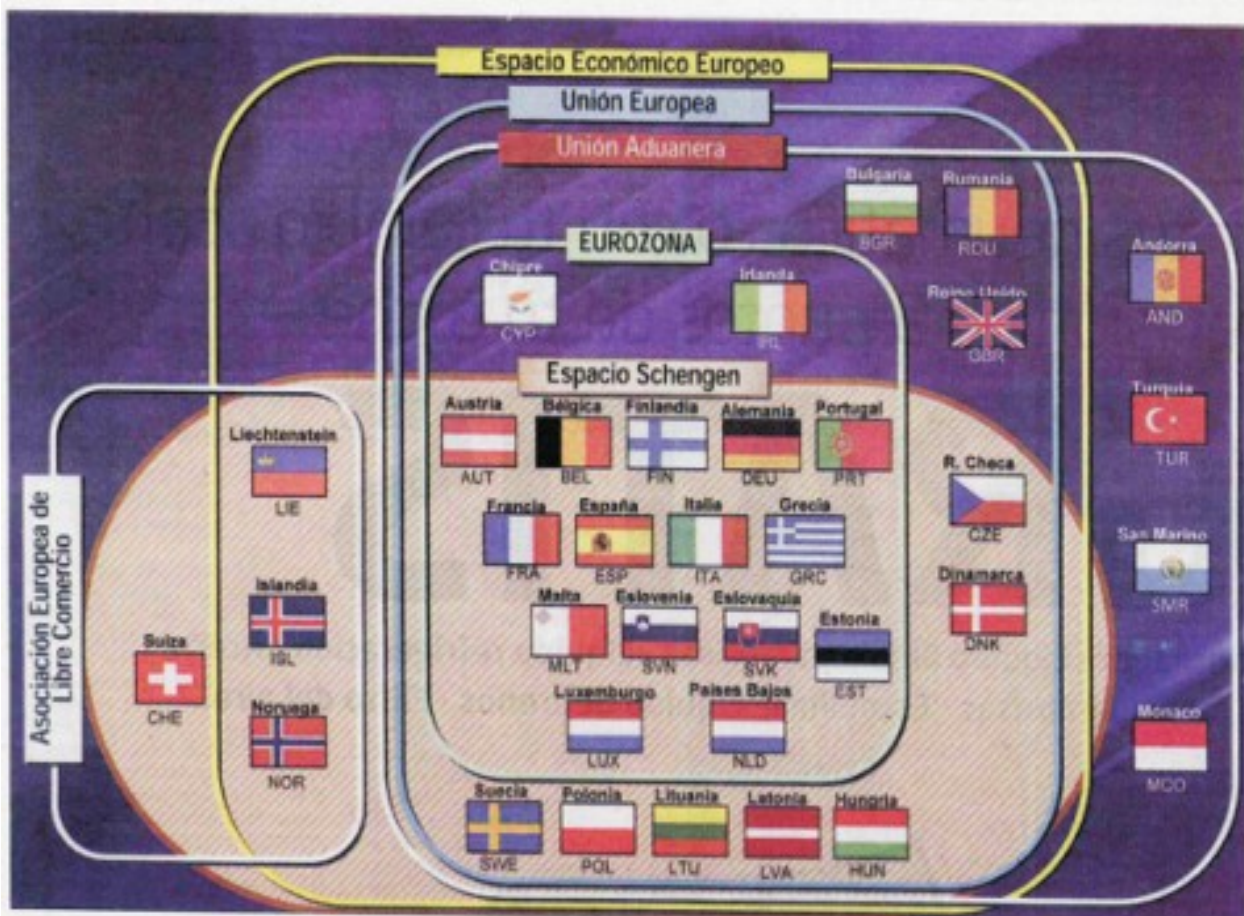 Espacio Económico Europeo
Unión Europea
Unión Aduanera
Bulgaria
BGR
Rumania
ROU
EUROZONA
Andorra
AND
Chipre
CYP
Irlanda
IRL
Reino Unido
GBR
Espacio Schengen
Turquia
TUR
Austria
AUT
Bélgica
BEL
Finlandia
FIN
Alemania
DEU
Portugal
PRT
Liechtenstein
LIE
R. Checa
CZE
Francia
FRA
España
ESP
Italia
ITA
Grecia
GRC
San Marino
SMR
Asociación Europea de
Libre Comercio
Islandia
ISL
Dinamarca
DNK
Malta
MLT
Eslovenia
SVN
Eslovaquia
SVK
Estonia
EST
Suiza
CHE
Noruega
NOR
Luxemburgo
LUX
Paises Bajos
NLD
Monaco
MCO
Suecia
SWE
Polonia
POL
Lituania
LTU
Letonia
LVA
Hungria
HUN